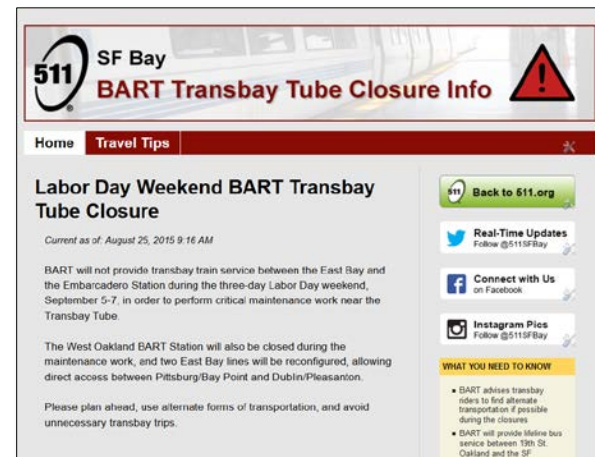 511
SF Bay
BART Transbay Tube Closure Info
Home
Travel Tips
Labor Day Weekend BART Transbay
Tube Closure
Current as of: August 25, 2015 9:16 AM
BART will not provide transbay train service between the East Bay and
the Embarcadero Station during the three-day Labor Day weekend,
September 5-7, in order to perform critical maintenance work near the
Transbay Tube.
The West Oakland BART Station will also be closed during the
maintenance work, and two East Bay lines will be reconfigured, allowing
direct access between Pittsburg/Bay Point and Dublin/Pleasanton.
Please plan ahead, use alternate forms of transportation, and avoid
unnecessary transbay trips.
511
Back to 511.org
Real-Time Updates
Follow @511SFBay
Connect with Us
on Facebook
Instagram Pics
Follow @511SFBay
WHAT YOU NEED TO KNOW
BART advises transbay
riders to find alternate
transportation if possible
during the closures
BART will provide lifeline bus
service between 19th St.
Oakland and the SF